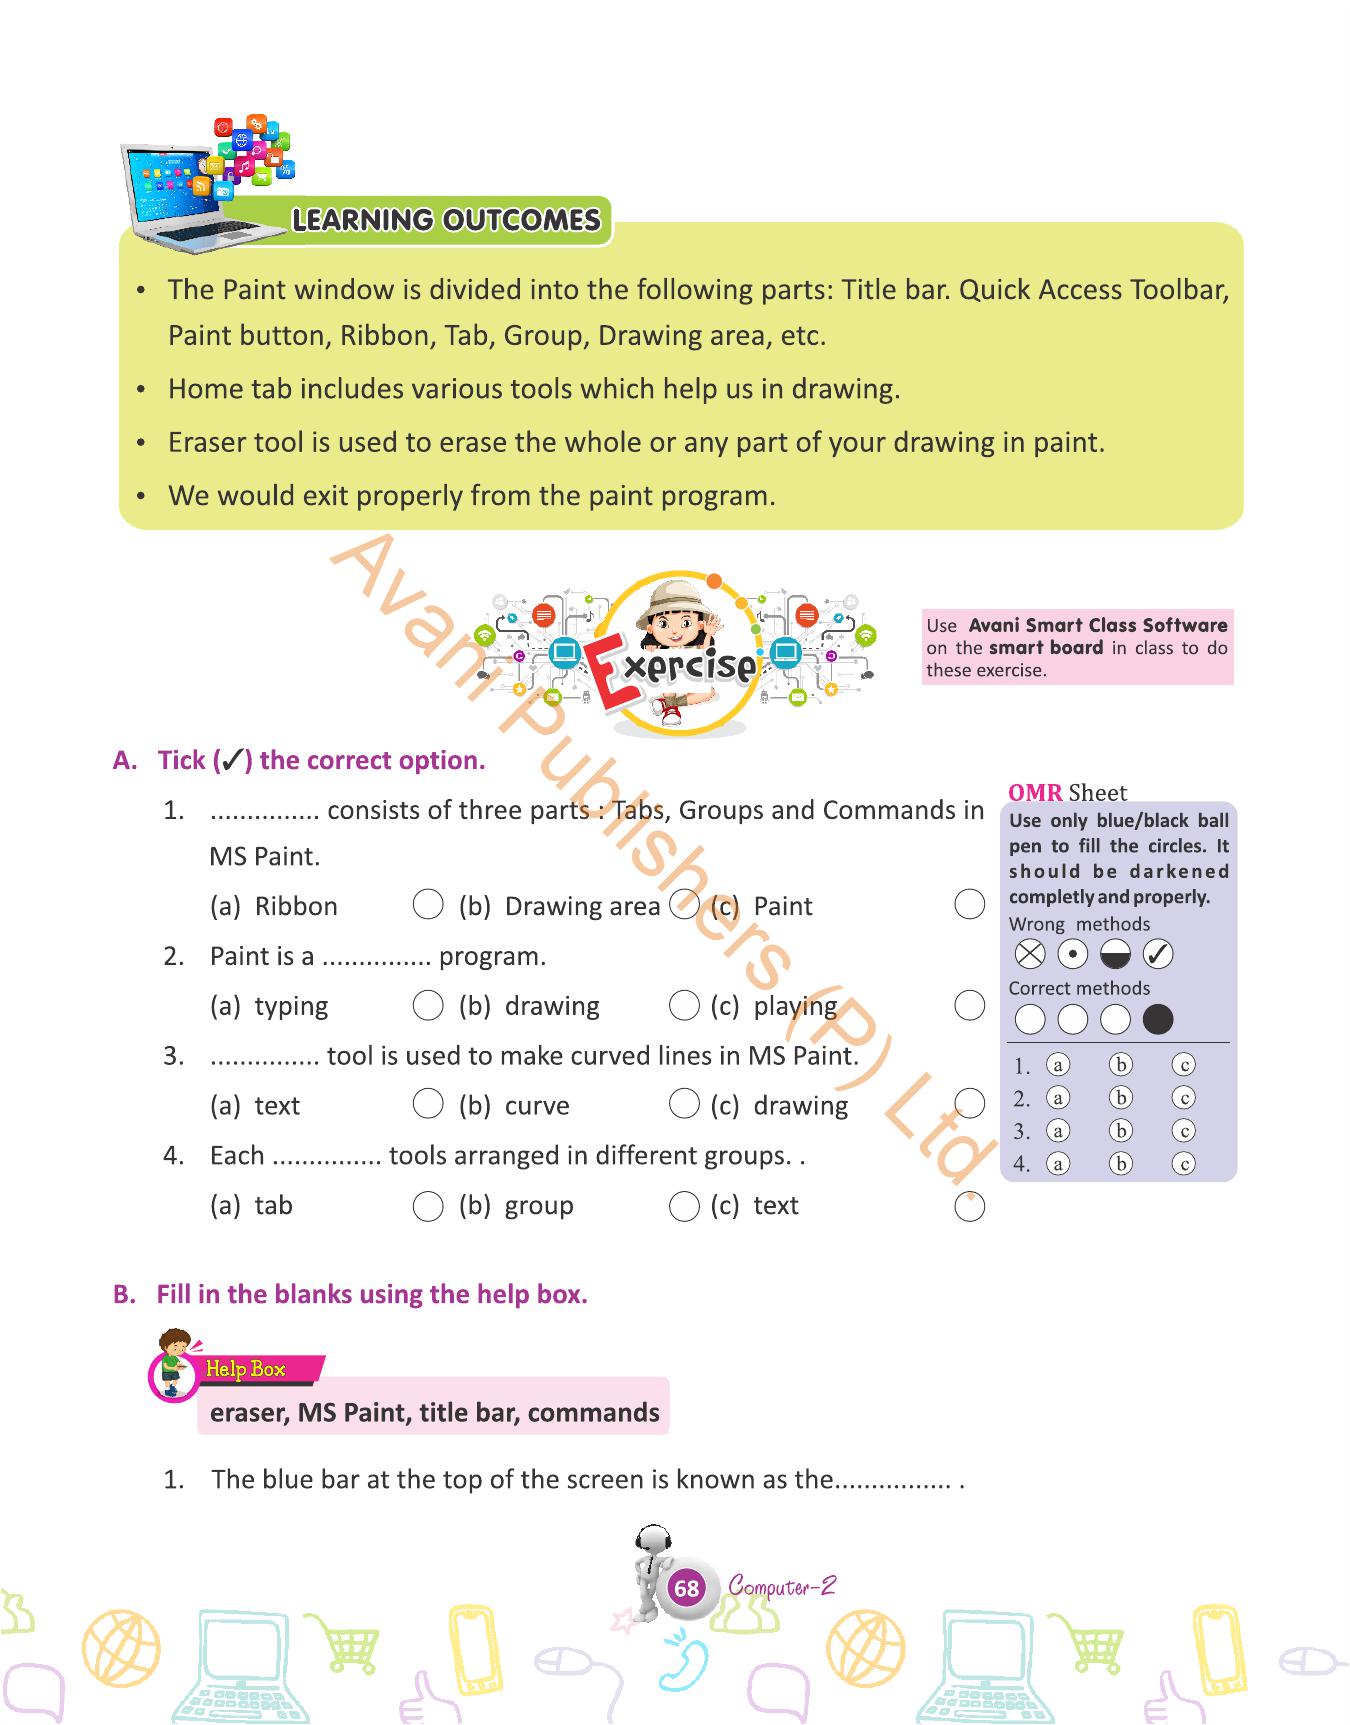 LEARNING OUTCOMES
• The Paint window is divided into the following parts: Title bar. Quick Access Toolbar,
Paint button, Ribbon, Tab, Group, Drawing area, etc.
• Home tab includes various tools which help us in drawing.
• Eraser tool is used to erase the whole or any part of your drawing in paint.
• We would exit properly from the paint program.
Exercise
Use Avani Smart Class Software
on the smart board in class to do
these exercise.
A. Tick (✓) the correct option.
1. ............... consists of three parts : Tabs, Groups and Commands in
MS Paint.
(a) Ribbon (b) Drawing area (c) Paint
2. Paint is a ............... program.
(a) typing (b) drawing (c) playing
3. ............... tool is used to make curved lines in MS Paint.
(a) text (b) curve (c) drawing
4. Each ............... tools arranged in different groups. .
(a) tab (b) group (c) text
OMR Sheet
Use only blue/black ball
pen to fill the circles. It
should be darkened
completly and properly.
Wrong methods
Correct methods
1. a b c
2. a b c
3. a b c
4. a b c
B. Fill in the blanks using the help box.
Help Box
eraser, MS Paint, title bar, commands
1. The blue bar at the top of the screen is known as the................ .
68 Computer-2
Avani Publishers (P) Ltd.